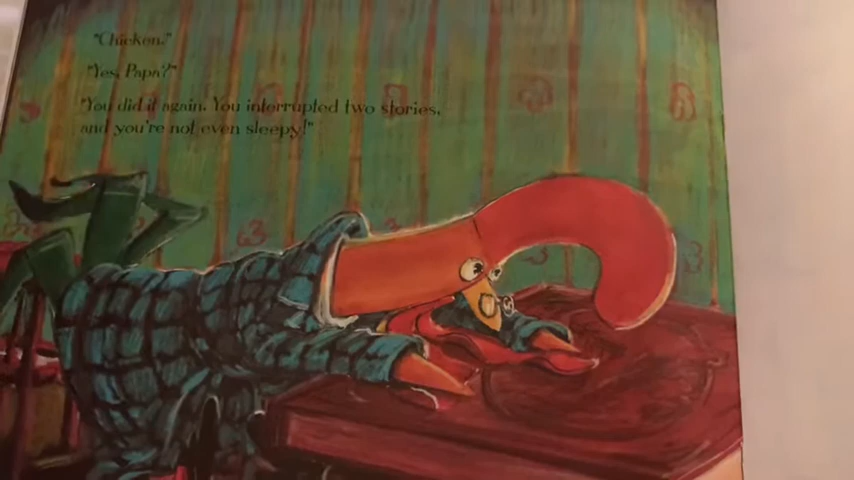 "Chicken."
"Yes, Papa?"
"You did it again. You interrupted two stories,
and you're not even sleepy!"